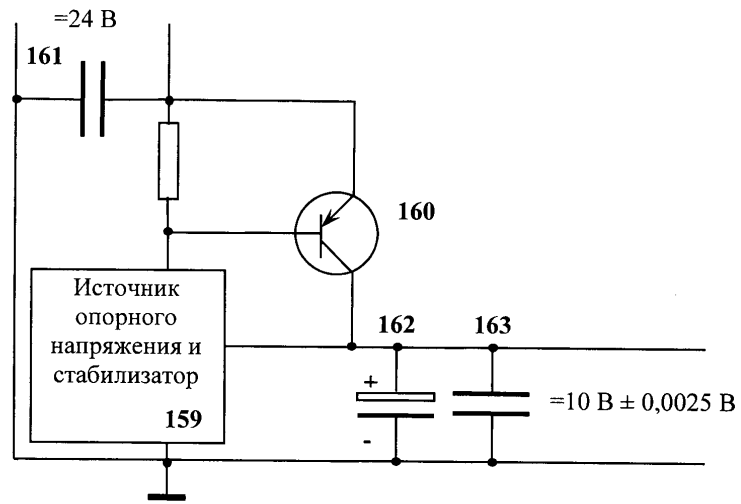 =24 В
161
160
Источник
опорного
напряжения и
стабилизатор
159
162
163
+
-
=10 В ± 0,0025 В